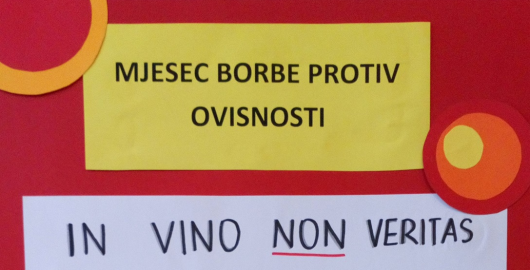 MJESEC BORBE PROTIV
OVISNOSTI
IN VINO NON VERITAS